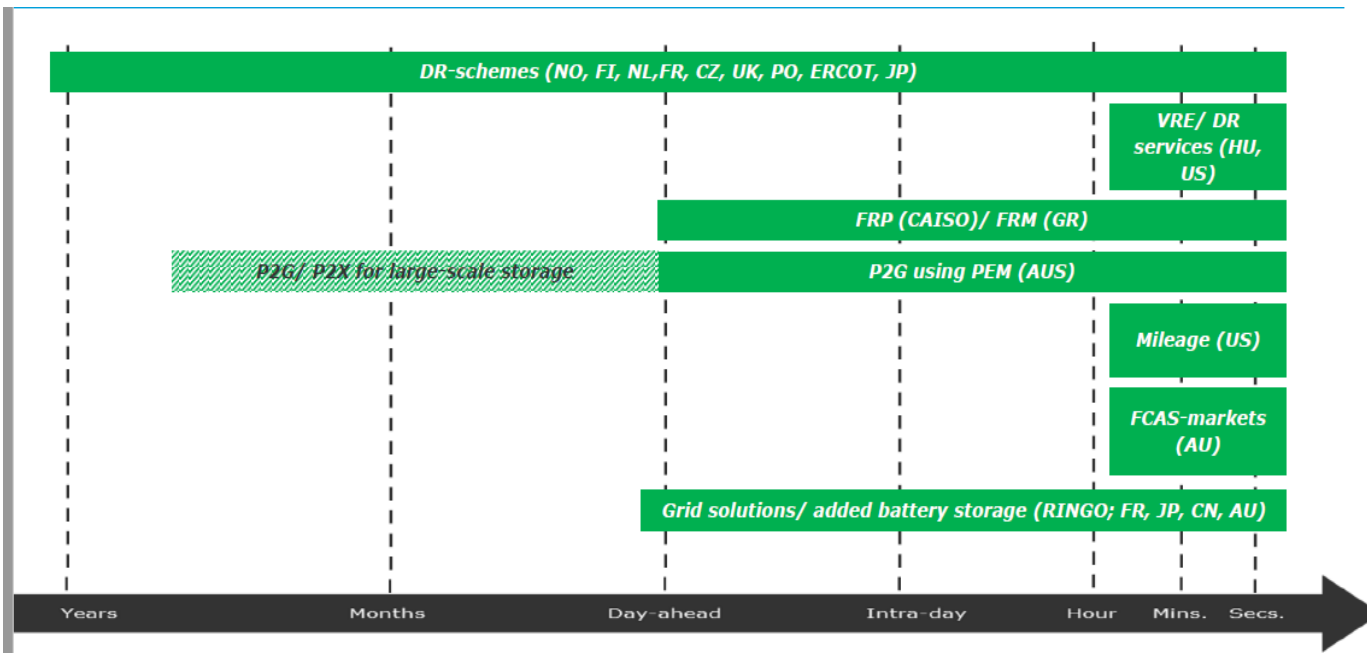 DR-schemes (NO, FI, NL,FR, CZ, UK, PO, ERCOT, JP)
VRE/ DR
services (HU,
US)
FRP (CAISO)/ FRM (GR)
P2G/ P2X for large-scale storage
P2G using PEM (AUS)
Mileage (US)
FCAS-markets
(AU)
Grid solutions/ added battery storage (RINGO; FR, JP, CN, AU)
Years
Months
Day-ahead
Intra-day
Hour
Mins.
Secs.